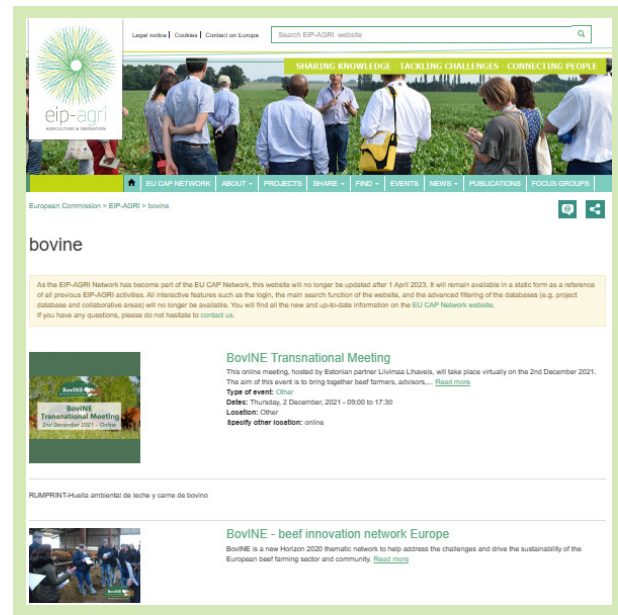 Legal notice | Cookies | Contact on Europa
Search EIP-AGRI website
SHARING KNOWLEDGE · TACKLING CHALLENGES · CONNECTING PEOPLE
eip-agri
AGRICULTURE & INNOVATION
EU CAP NETWORK ABOUT PROJECTS SHARE FIND EVENTS NEWS PUBLICATIONS FOCUS GROUPS
European Commission > EIP-AGRI > bovine
bovine
As the EIP-AGRI Network has become part of the EU CAP Network, this website will no longer be updated after 1 April 2023. It will remain available in a static form as a reference
of all previous EIP-AGRI activities. All interactive features such as the login, the main search function of the website, and the advanced filtering of the databases (e.g. project
database and collaborative areas) will no longer be available. You will find all the new and up-to-date information on the EU CAP Network website.
If you have any questions, please do not hesitate to contact us.
BovINE
BovINE
Transnational Meeting
2nd December 2021 - Online
BovINE Transnational Meeting
This online meeting, hosted by Estonian partner Liivimaa Lihaveis, will take place virtually on the 2nd December 2021.
The aim of this event is to bring together beef farmers, advisors,... Read more
Type of event: Other
Dates: Thursday, 2 December, 2021 - 09:00 to 17:30
Location: Other
Specify other location: online
RUMPRINT-Huella ambiental de leche y carne de bovino
BovINE
BovINE - beef innovation network Europe
BovINE is a new Horizon 2020 thematic network to help address the challenges and drive the sustainability of the
European beef farming sector and community. Read more